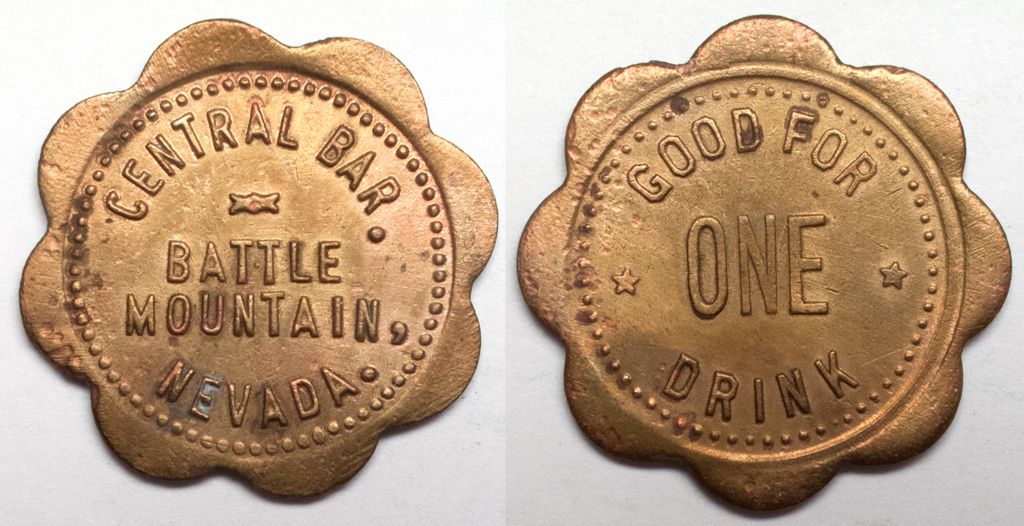 CENTRAL BAR.
BATTLE
MOUNTAIN,
NEVADA.
GOOD FOR
ONE
DRINK